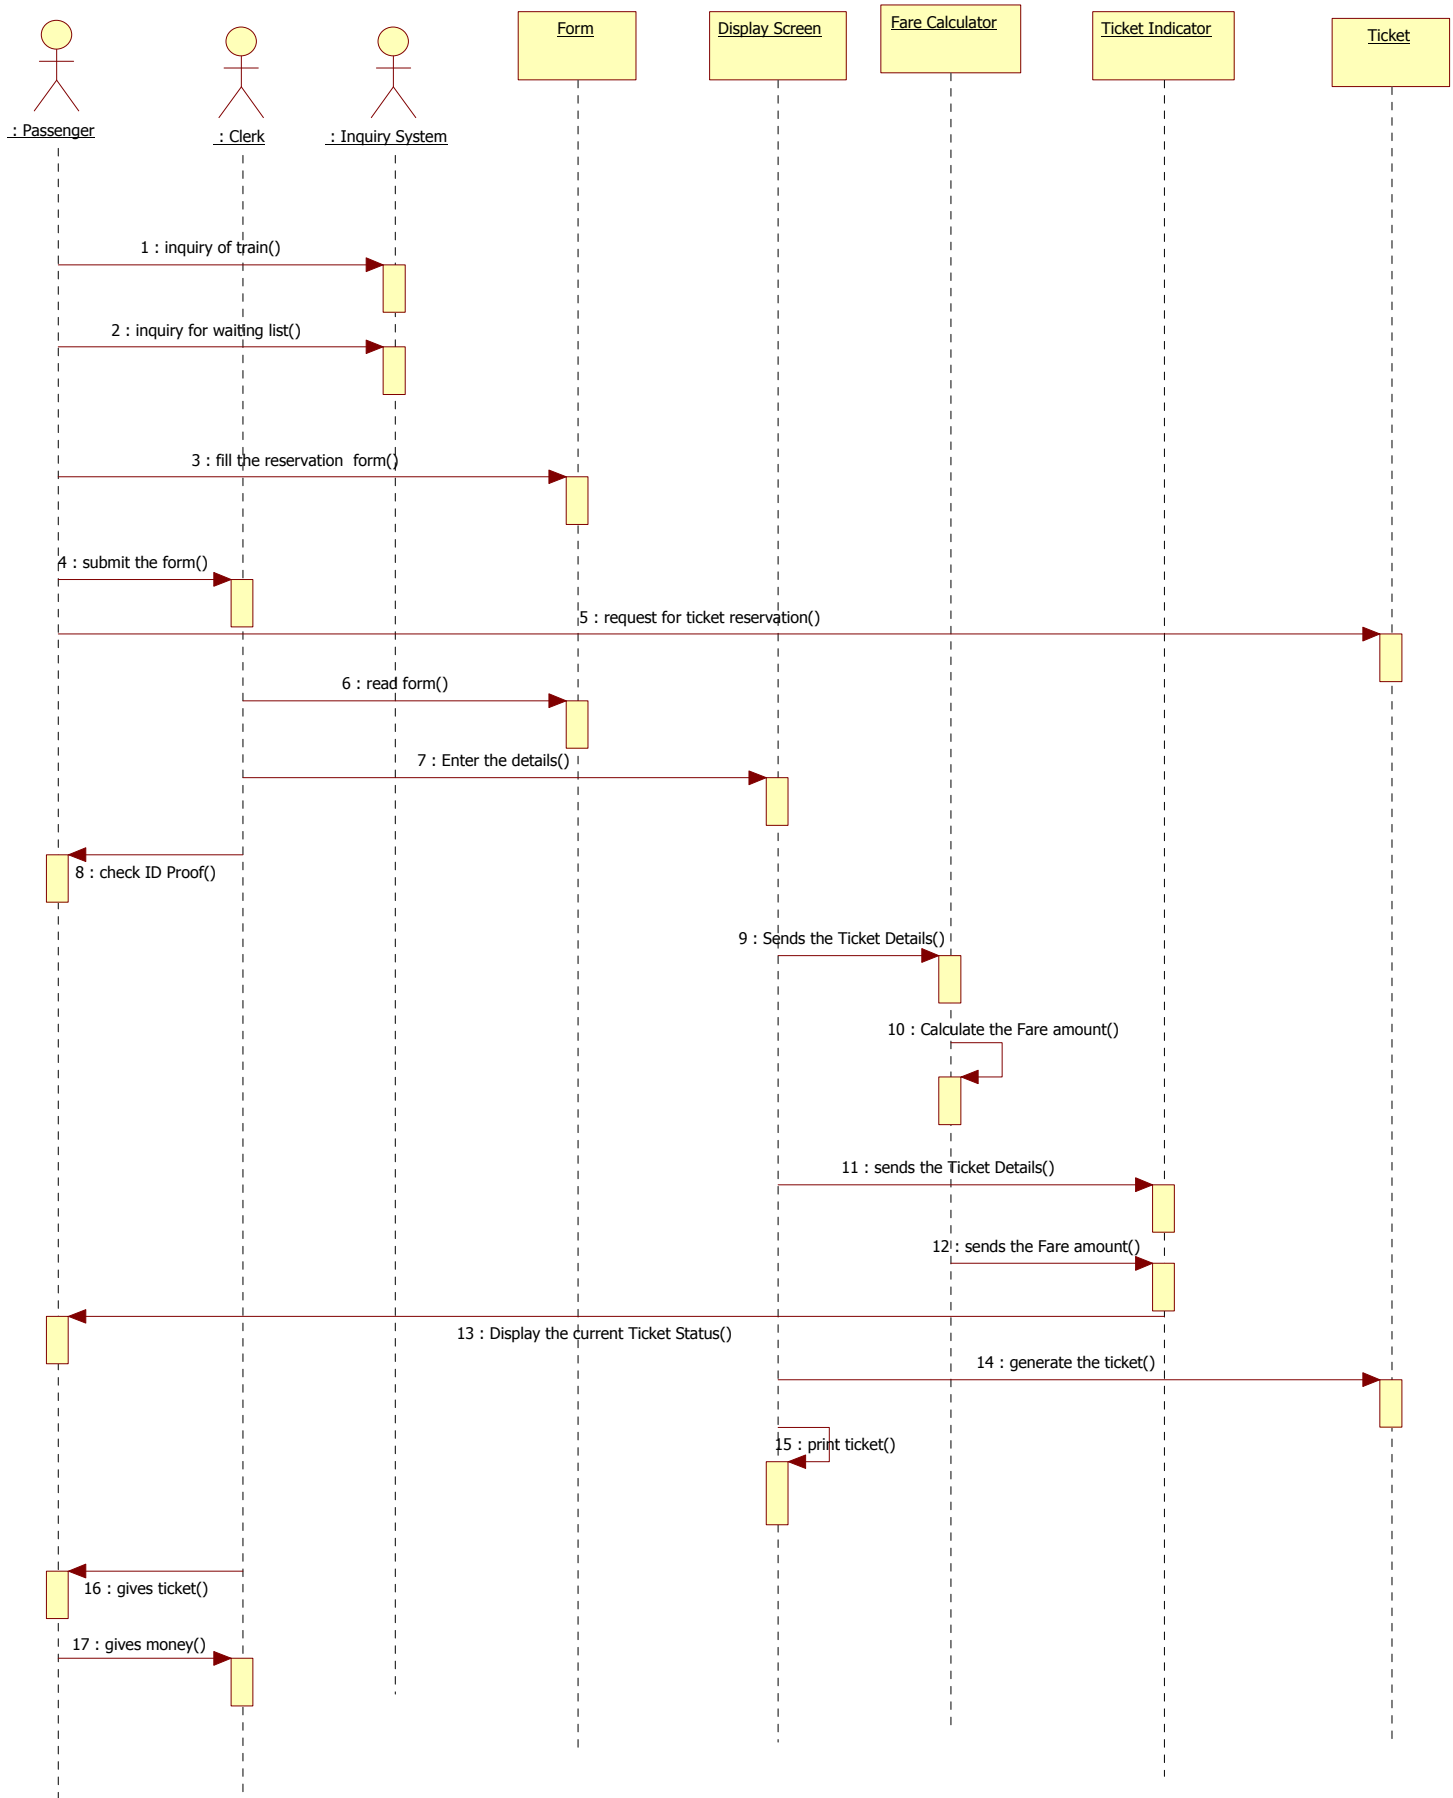 Form
Display Screen
Fare Calculator
Ticket Indicator
Ticket
: Passenger
: Clerk
: Inquiry System
1 : inquiry of train()
2 : inquiry for waiting list()
3 : fill the reservation  form()
4 : submit the form()
5 : request for ticket reservation()
6 : read form()
7 : Enter the details()
8 : check ID Proof()
9 : Sends the Ticket Details()
10 : Calculate the Fare amount()
11 : sends the Ticket Details()
12 : sends the Fare amount()
13 : Display the current Ticket Status()
14 : generate the ticket()
15 : print ticket()
16 : gives ticket()
17 : gives money()